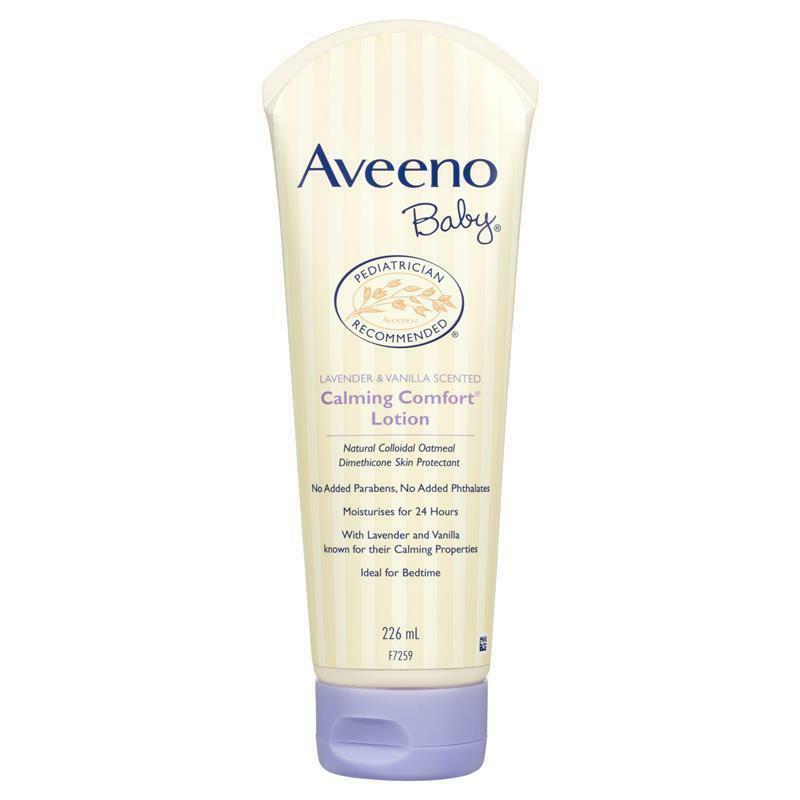 Aveeno
Baby®
PEDIATRICIAN
Aveeno®
RECOMMENDED®
LAVENDER & VANILLA SCENTED
Calming Comfort®
Lotion
Natural Colloidal Oatmeal
Dimethicone Skin Protectant
No Added Parabens, No Added Phthalates
Moisturises for 24 Hours
With Lavender and Vanilla
known for their Calming Properties
Ideal for Bedtime
226 mL
F7259